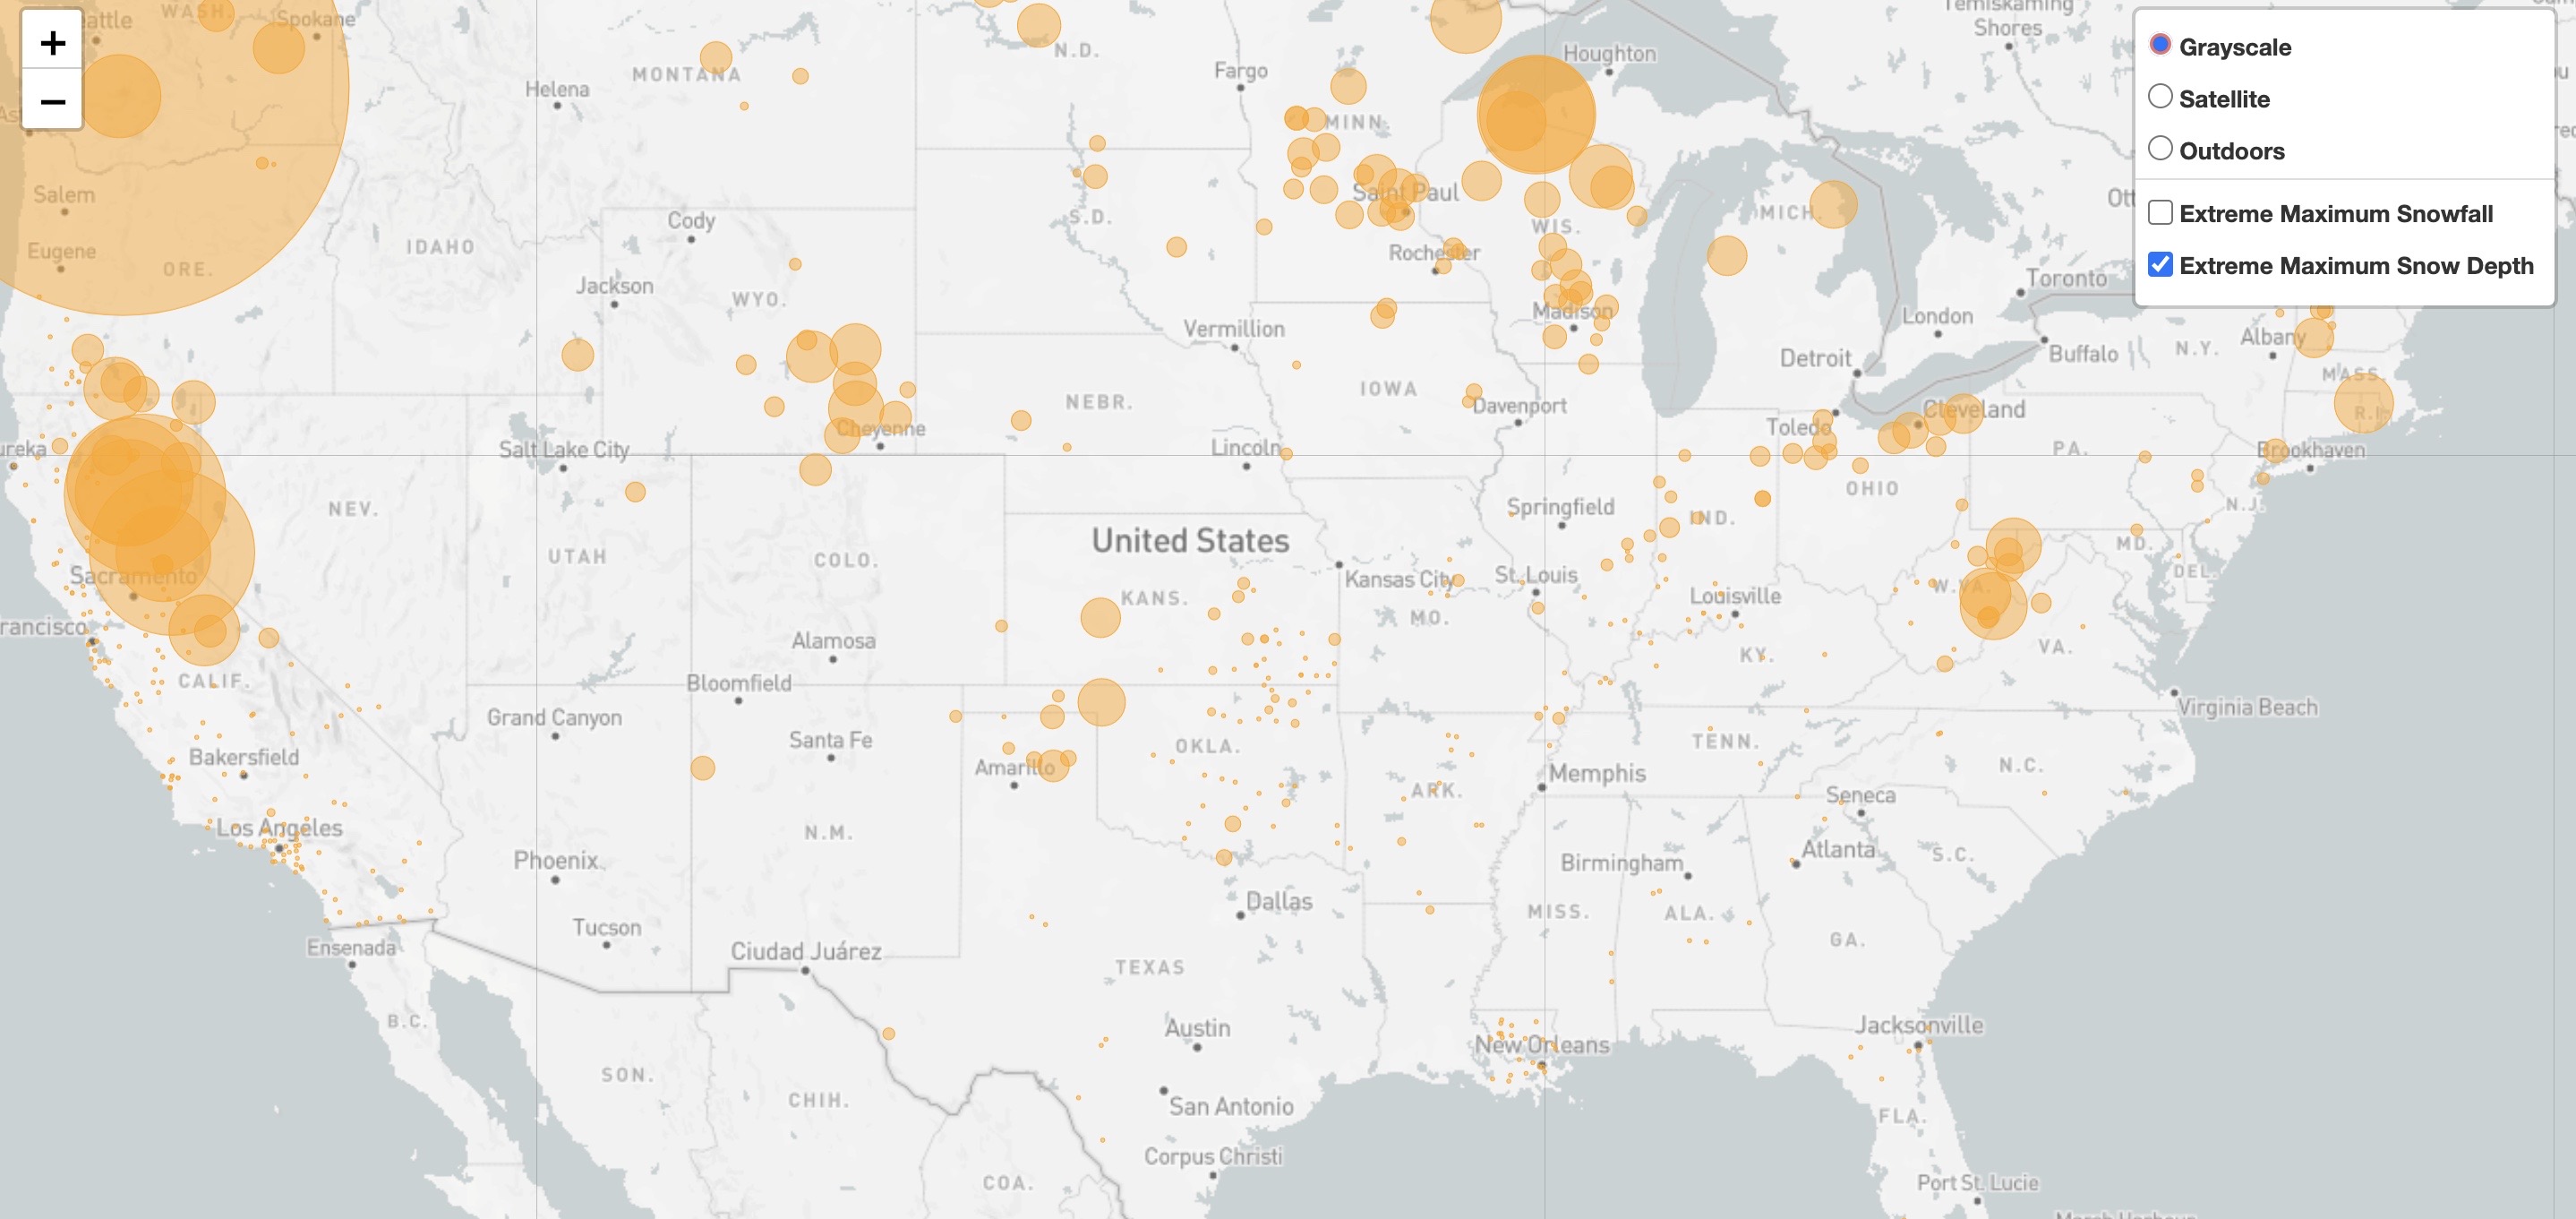 +
−
Grayscale
Satellite
Outdoors
Extreme Maximum Snowfall
Extreme Maximum Snow Depth
WASH.
Spokane
Helena
MONTANA
N.D.
Fargo
Houghton
Temiskaming
Shores
MINN.
Salem
Eugene
ORE.
IDAHO
Cody
Jackson
WYO.
S.D.
Saint Paul
Rochester
WIS.
MICH.
Toronto
London
Buffalo
N.Y.
Albany
MASS.
R.I.
Vermillion
Madison
Detroit
IOWA
NEBR.
Davenport
Toledo
Cleveland
Cheyenne
Salt Lake City
Lincoln
PA.
Brookhaven
NEV.
UTAH
COLO.
United States
Springfield
IND.
OHIO
N.J.
MD.
DEL.
Sacramento
KANS.
Kansas City
St. Louis
MO.
Louisville
W.VA.
VA.
KY.
Alamosa
CALIF.
Bloomfield
Virginia Beach
Grand Canyon
Santa Fe
OKLA.
TENN.
N.C.
Bakersfield
Amarillo
ARK.
Memphis
Seneca
Los Angeles
N.M.
Phoenix
Birmingham
Atlanta
S.C.
Dallas
MISS.
ALA.
GA.
Tucson
Ensenada
Ciudad Juárez
TEXAS
B.C.
Austin
Jacksonville
New Orleans
SON.
CHIH.
San Antonio
FLA.
Corpus Christi
COA.
Port St. Lucie